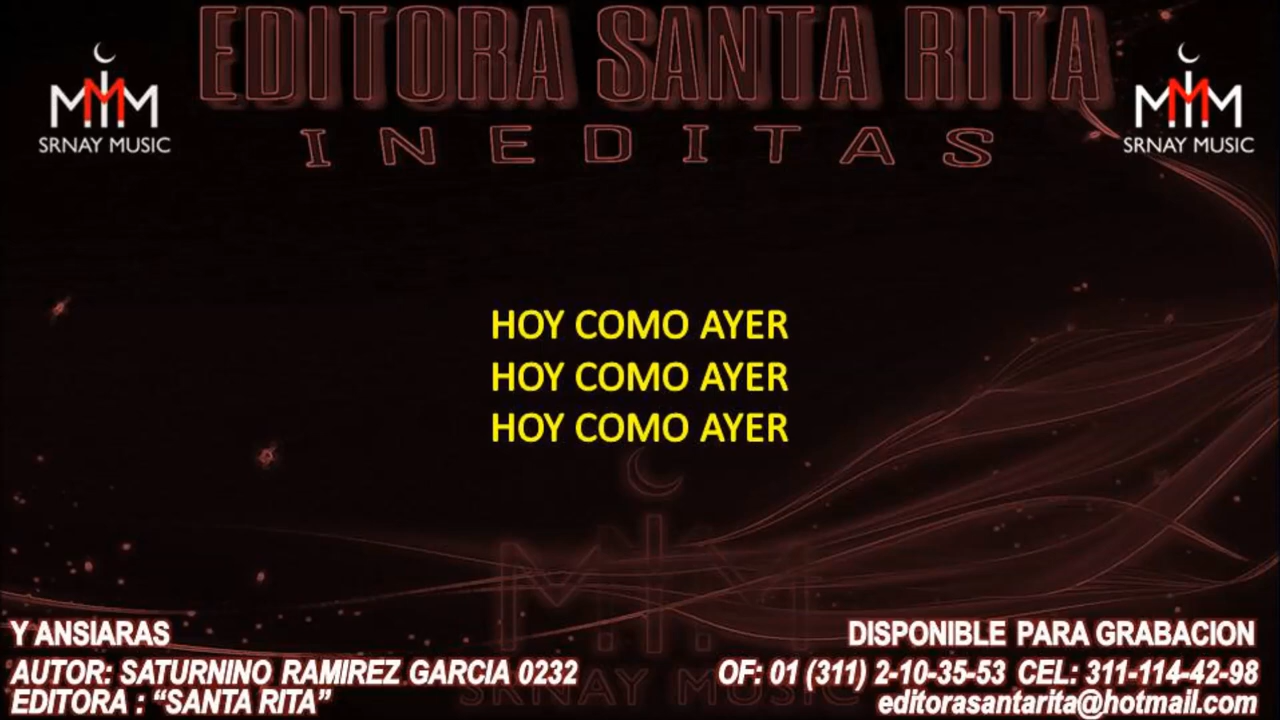 EDITORA SANTA RITA
INEDITAS
SRNAY MUSIC
SRNAY MUSIC
HOY COMO AYER
HOY COMO AYER
HOY COMO AYER
SRNAY MUSIC
Y ANSIARAS
AUTOR: SATURNINO RAMIREZ GARCIA 0232
EDITORA : “SANTA RITA”
DISPONIBLE PARA GRABACION
OF: 01 (311) 2-10-35-53 CEL: 311-114-42-98
editorasantarita@hotmail.com